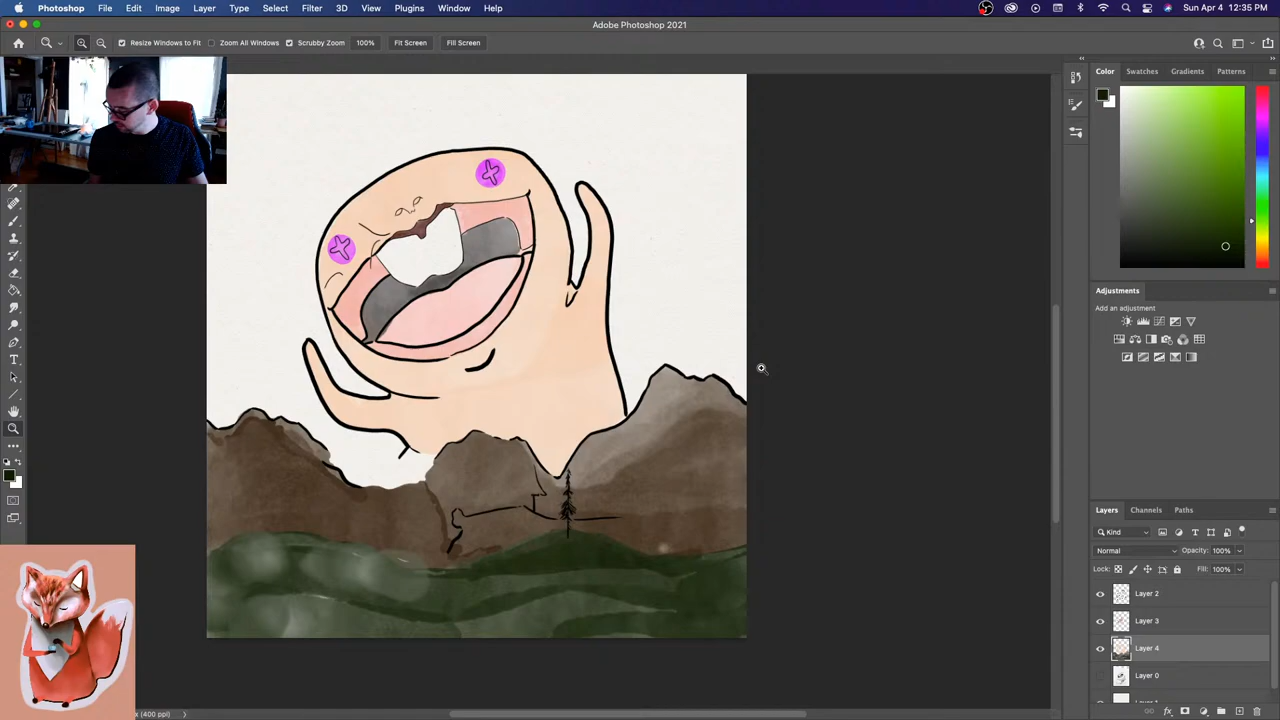 Photoshop File Edit Image Layer Type Select Filter 3D View Plugins Window Help Sun Apr 4 12:35 PM
Adobe Photoshop 2021
Resize Windows to Fit Zoom All Windows Scrubby Zoom 100% Fit Screen Fill Screen
Color Swatches Gradients Patterns
Adjustments
Add an adjustment
Layers Channels Paths
Kind
Normal Opacity: 100%
Lock: Fill: 100%
Layer 2
Layer 3
Layer 4
Layer 0
(400 ppi)